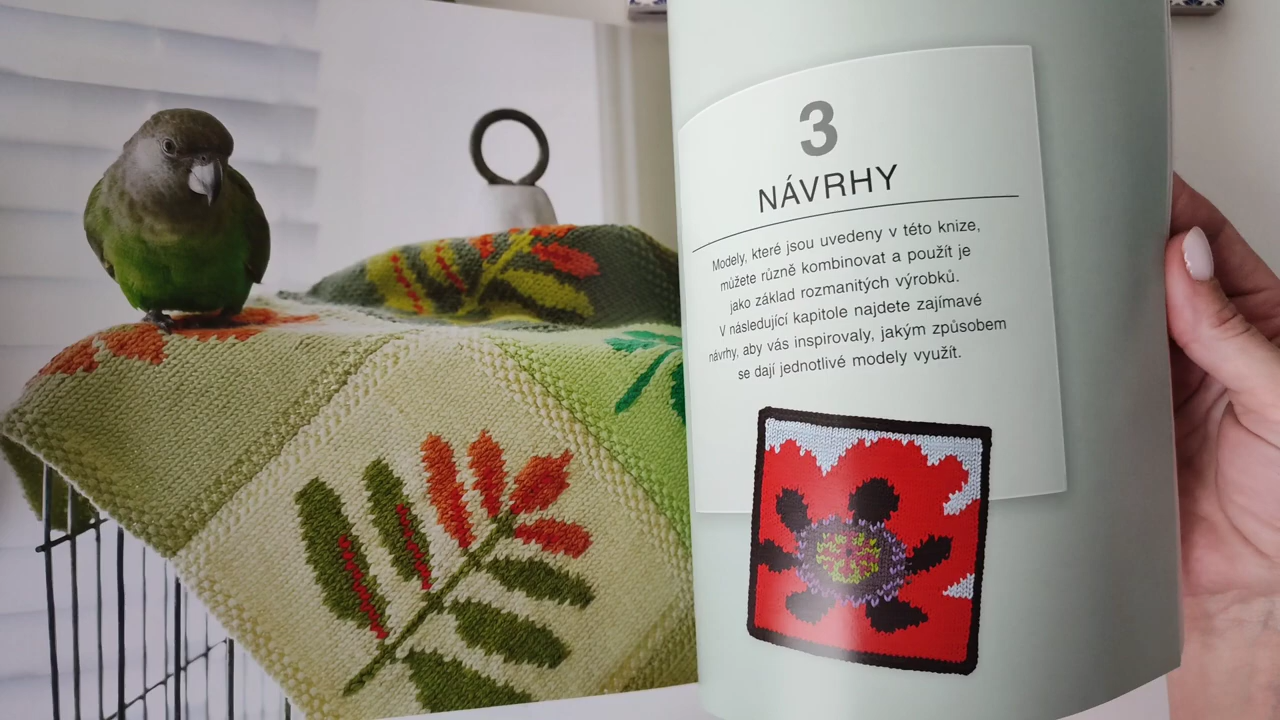 3
NÁVRHY
Modely, které jsou uvedeny v této knize,
můžete různě kombinovat a použít je
jako základ rozmanitých výrobků.
V následující kapitole najdete zajímavé
návrhy, aby vás inspirovaly, jakým způsobem
se dají jednotlivé modely využít.